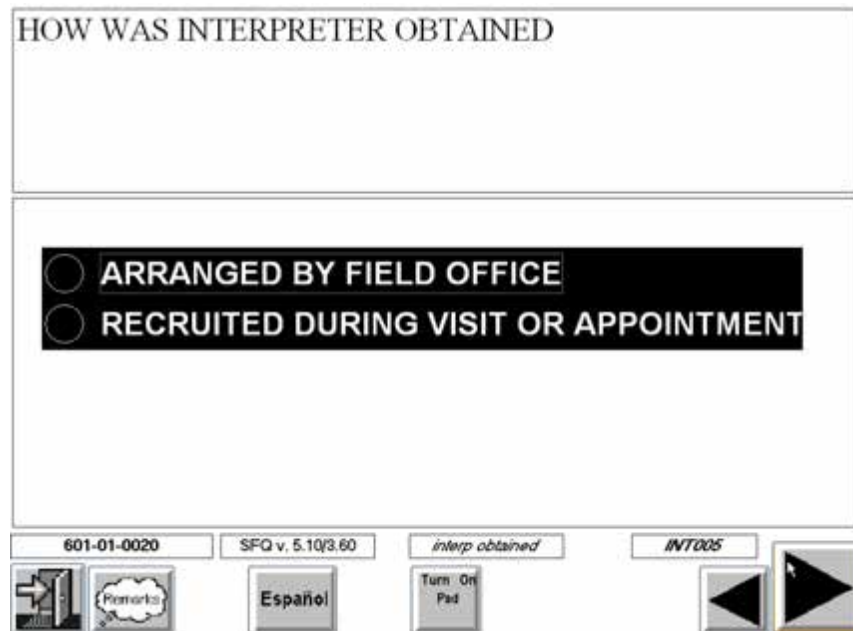 HOW WAS INTERPRETER OBTAINED
ARRANGED BY FIELD OFFICE
RECRUITED DURING VISIT OR APPOINTMENT
601-01-0020
SFQ v. 5.10/3.60
interp obtained
INT005
Remarks
Español
Turn On
Pad